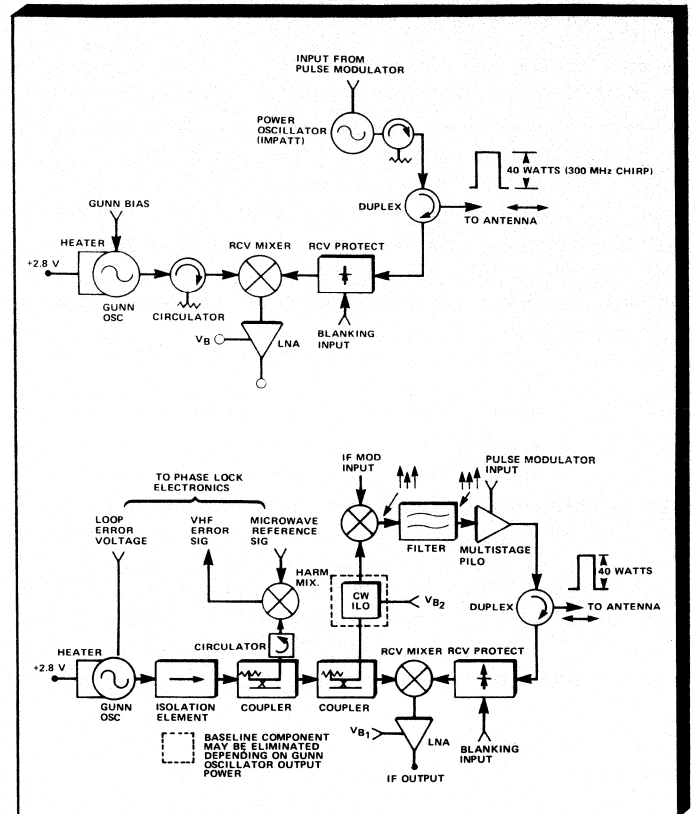 INPUT FROM
PULSE MODULATOR
POWER
OSCILLATOR
(IMPATT)
40 WATTS (300 MHz CHIRP)
DUPLEX
TO ANTENNA
GUNN BIAS
HEATER
RCV MIXER
RCV PROTECT
+2.8 V
GUNN
OSC
CIRCULATOR
BLANKING
INPUT
VB
LNA
IF MOD
INPUT
PULSE MODULATOR
INPUT
TO PHASE LOCK
ELECTRONICS
LOOP
ERROR
VOLTAGE
VHF
ERROR
SIG
MICROWAVE
REFERENCE
SIG
FILTER
MULTISTAGE
PILO
HARM
MIX.
40 WATTS
CW
ILO
VB2
DUPLEX
TO ANTENNA
CIRCULATOR
HEATER
RCV MIXER
RCV PROTECT
+2.8 V
GUNN
OSC
ISOLATION
ELEMENT
COUPLER
COUPLER
VB1
LNA
BLANKING
INPUT
BASELINE COMPONENT
MAY BE ELIMINATED
DEPENDING ON GUNN
OSCILLATOR OUTPUT
POWER
IF OUTPUT